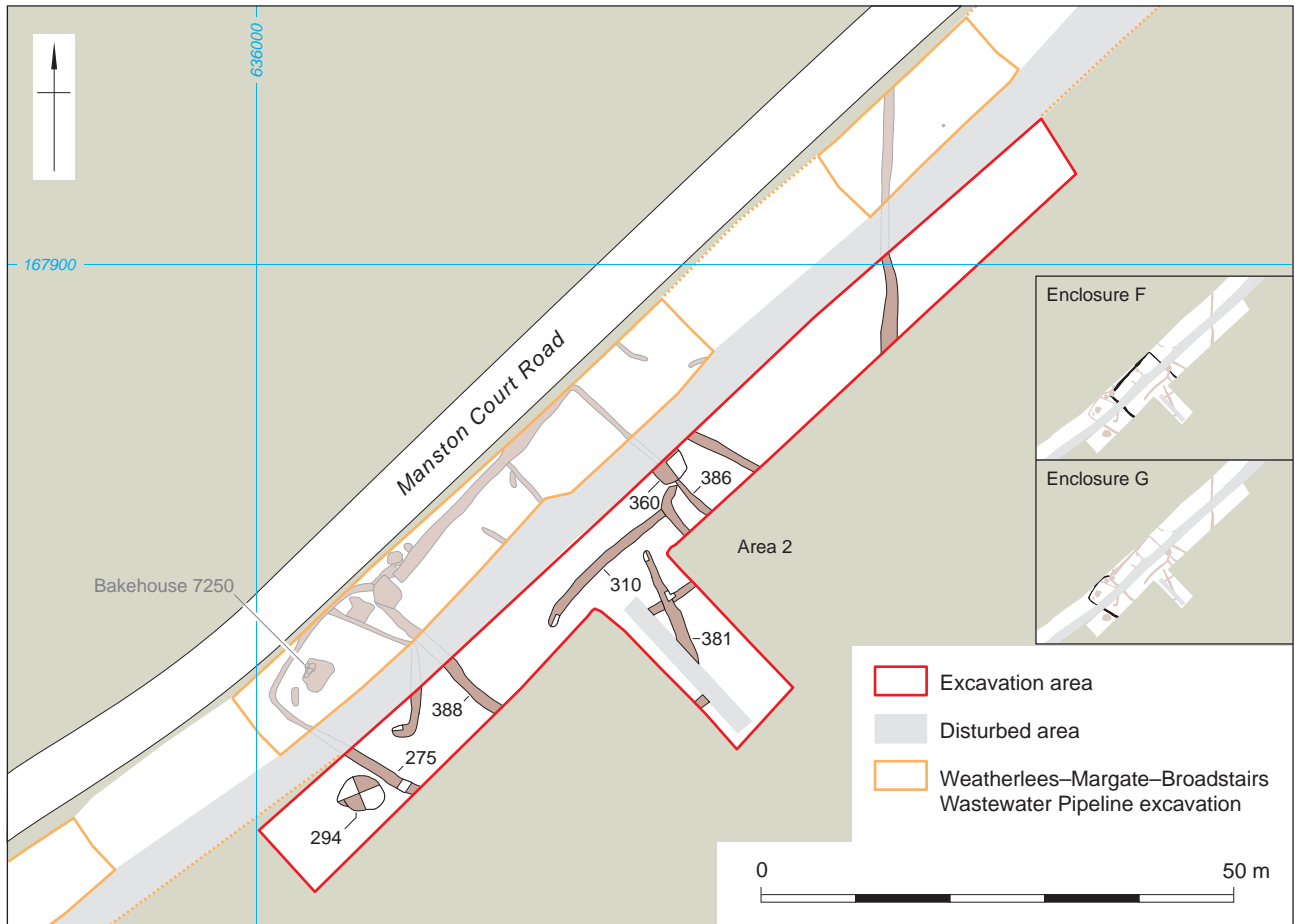 636000
167900
Manston Court Road
Enclosure F
Enclosure G
360
386
Area 2
310
381
Bakehouse 7250
388
275
294
Excavation area
Disturbed area
Weatherlees–Margate–Broadstairs
Wastewater Pipeline excavation
0
50 m